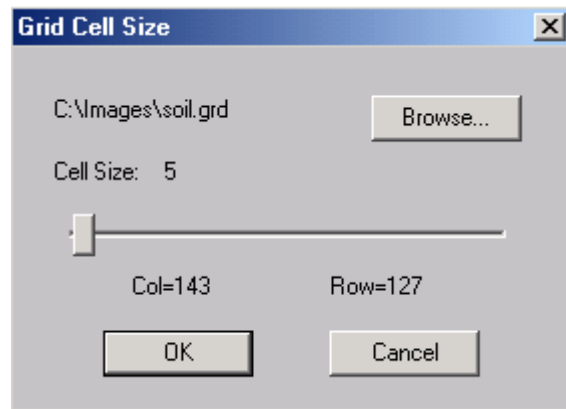 Grid Cell Size
C:\Images\soil.grd
Browse...
Cell Size: 5
Col=143 Row=127
OK Cancel